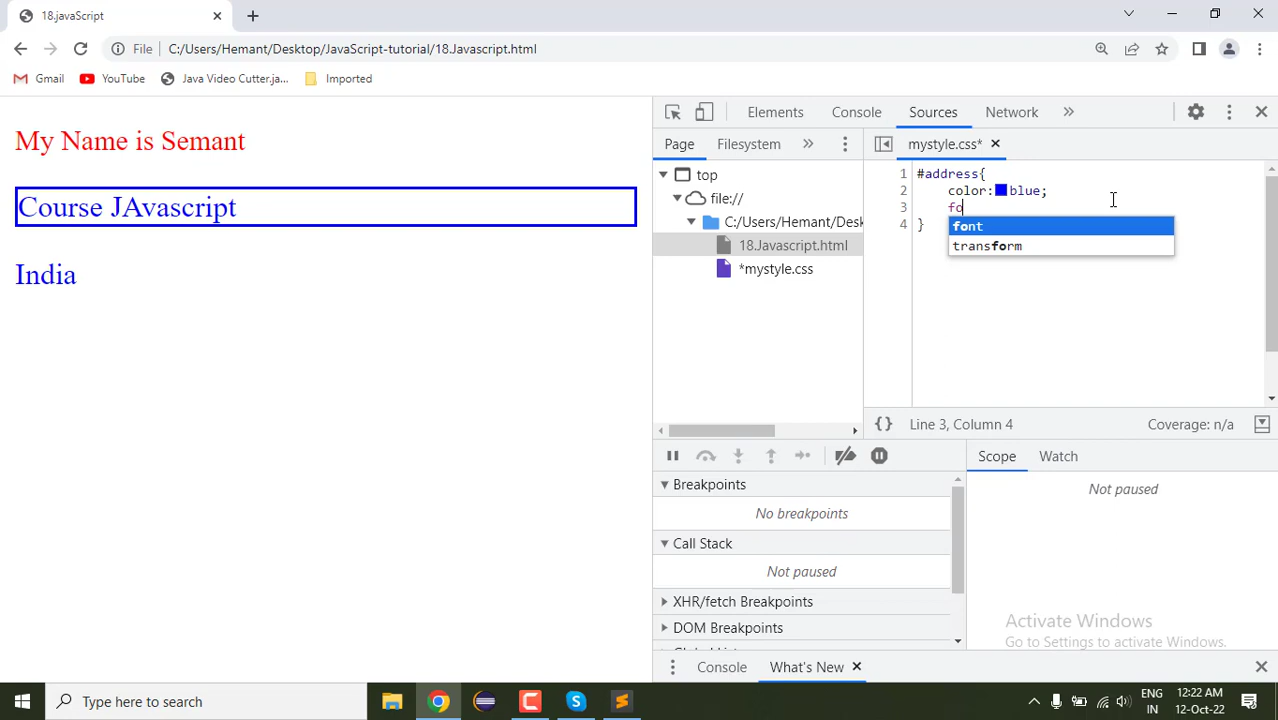 18.javaScript
File
C:/Users/Hemant/Desktop/JavaScript-tutorial/18.Javascript.html
Gmail
YouTube
Java Video Cutter.ja...
Imported
My Name is Semant
Course JAvascript
India
Elements
Console
Sources
Network
Page
Filesystem
mystyle.css*
top
file://
C:/Users/Hemant/Desk
18.Javascript.html
*mystyle.css
1 #address{
2 color:blue;
3 fo
4 }
font
transform
{} Line 3, Column 4
Coverage: n/a
Breakpoints
No breakpoints
Call Stack
Not paused
XHR/fetch Breakpoints
DOM Breakpoints
Scope
Watch
Not paused
Activate Windows
Go to Settings to activate Windows.
Console
What's New
Type here to search
ENG
IN
12:22 AM
12-Oct-22